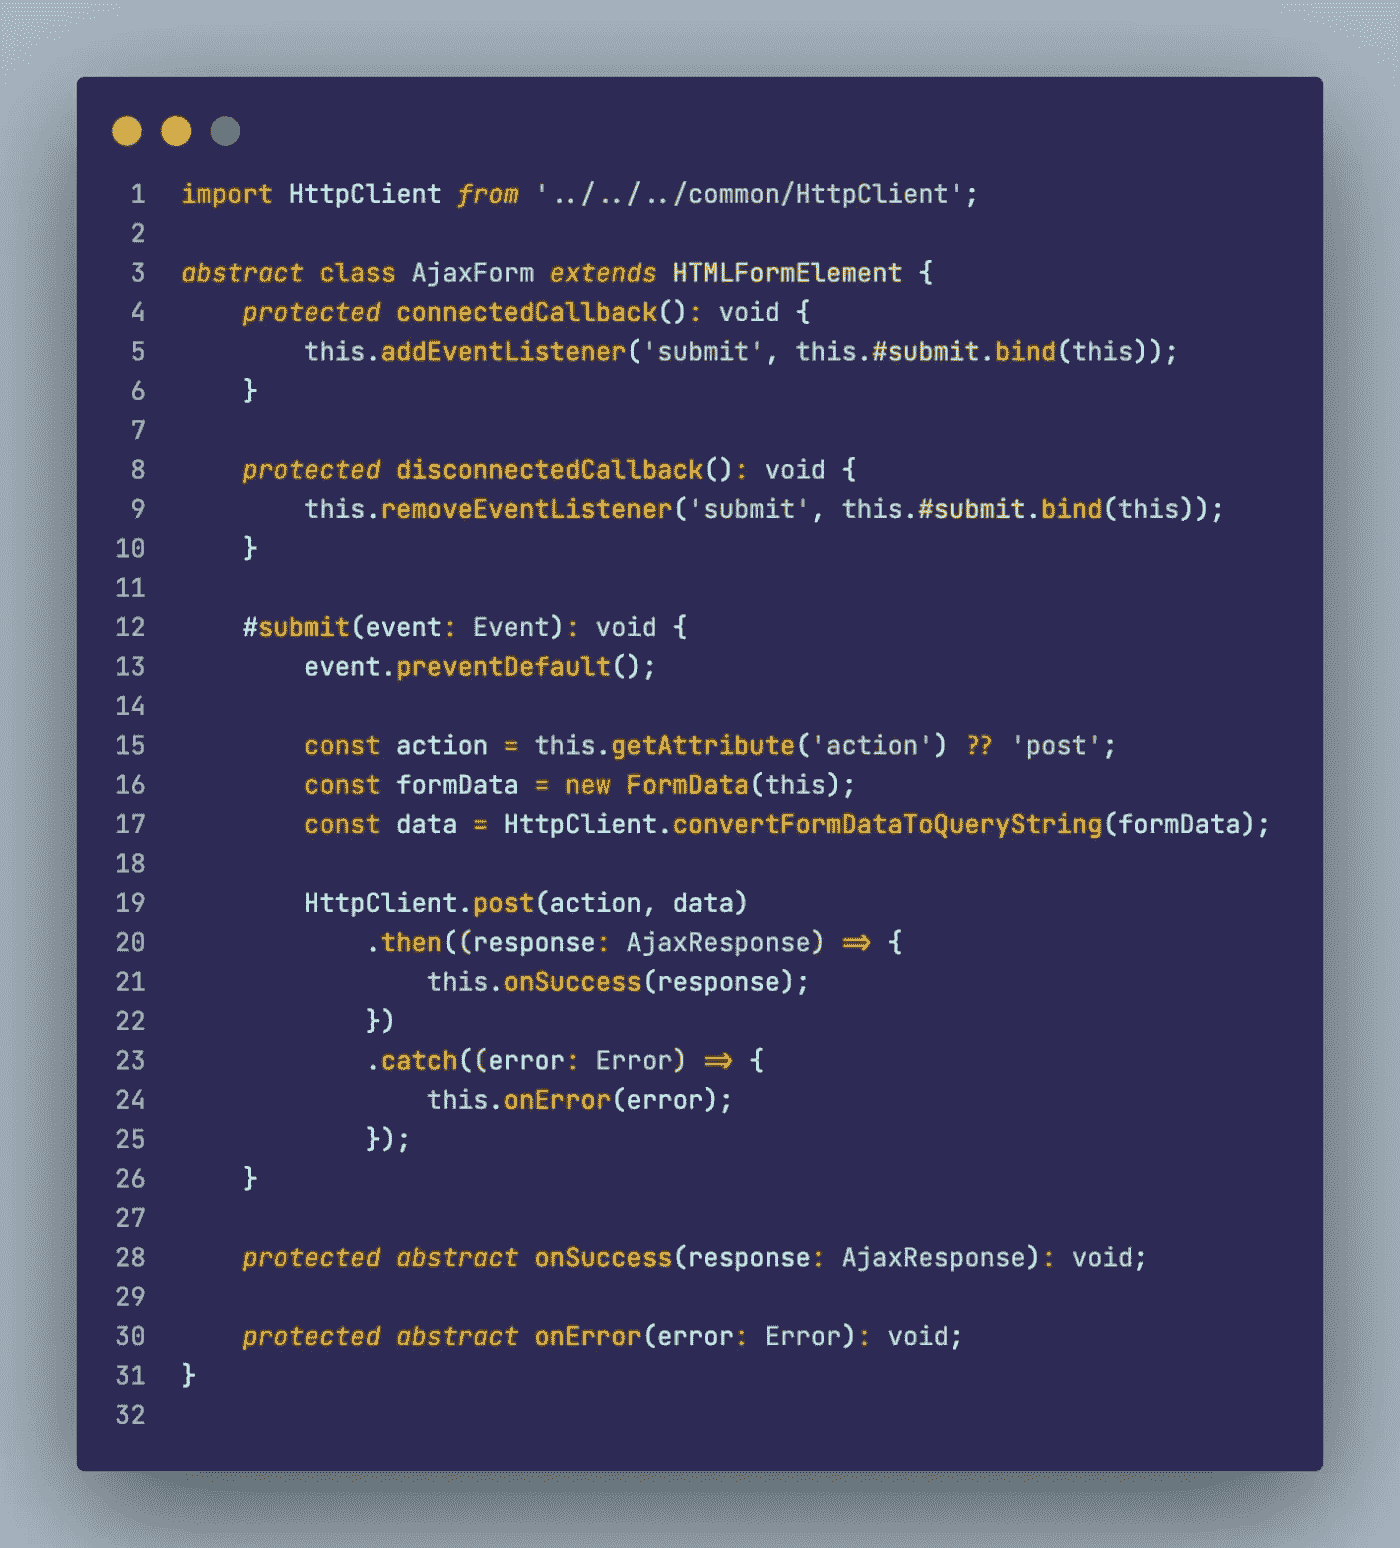 1 import HttpClient from '../../../common/HttpClient';
2
3 abstract class AjaxForm extends HTMLFormElement {
4     protected connectedCallback(): void {
5         this.addEventListener('submit', this.#submit.bind(this));
6     }
7
8     protected disconnectedCallback(): void {
9         this.removeEventListener('submit', this.#submit.bind(this));
10     }
11
12     #submit(event: Event): void {
13         event.preventDefault();
14
15         const action = this.getAttribute('action') ?? 'post';
16         const formData = new FormData(this);
17         const data = HttpClient.convertFormDataToQueryString(formData);
18
19         HttpClient.post(action, data)
20             .then((response: AjaxResponse) => {
21                 this.onSuccess(response);
22             })
23             .catch((error: Error) => {
24                 this.onError(error);
25             });
26     }
27
28     protected abstract onSuccess(response: AjaxResponse): void;
29
30     protected abstract onError(error: Error): void;
31 }
32